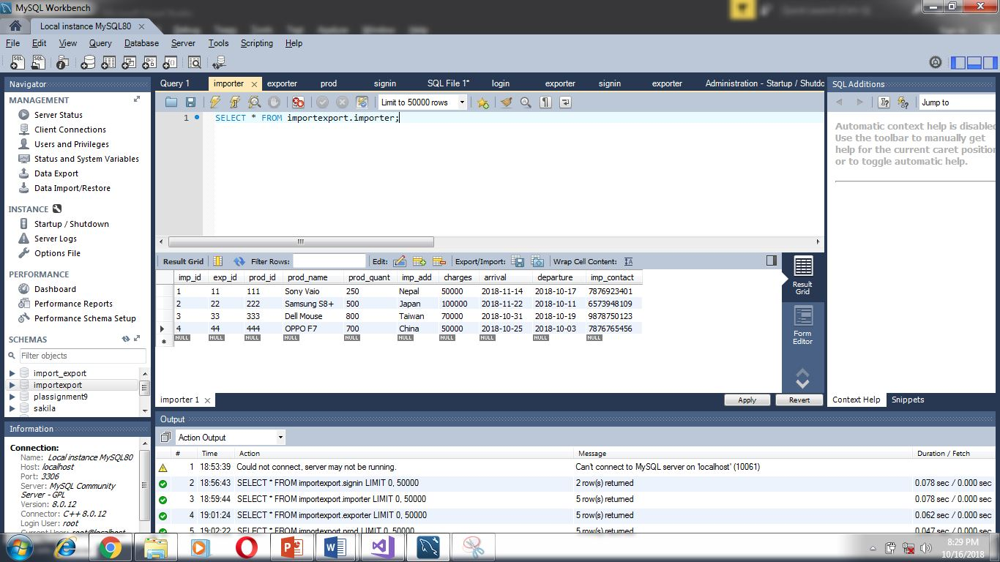 MySQL Workbench
Local instance MySQL80
File Edit View Query Database Server Tools Scripting Help
Navigator
MANAGEMENT
Server Status
Client Connections
Users and Privileges
Status and System Variables
Data Export
Data Import/Restore
INSTANCE
Startup / Shutdown
Server Logs
Options File
PERFORMANCE
Dashboard
Performance Reports
Performance Schema Setup
SCHEMAS
Filter objects
import_export
importexport
plassignment9
sakila
Information
Connection:
Name: Local instance MySQL80
Host: localhost
Port: 3306
Server: MySQL Community
Server - GPL
Version: 8.0.12
Connector: C++ 8.0.12
Login User: root
Current User: root@localhost
Query 1 importer exporter prod signin SQL File 1* login exporter signin exporter Administration - Startup / Shutdo
Limit to 50000 rows
1 SELECT * FROM importexport.importer;
Result Grid Filter Rows: Edit: Export/Import: Wrap Cell Content:
imp_id exp_id prod_id prod_name prod_quant imp_add charges arrival departure imp_contact
1 11 111 Sony Vaio 250 Nepal 50000 2018-11-14 2018-10-17 7876923401
2 22 222 Samsung S8+ 500 Japan 100000 2018-11-22 2018-10-11 6573948109
3 33 333 Dell Mouse 800 Taiwan 70000 2018-10-31 2018-10-19 9878750123
4 44 444 OPPO F7 700 China 50000 2018-10-25 2018-10-03 7876765456
NULL NULL NULL NULL NULL NULL NULL NULL NULL NULL
Result
Grid
Form
Editor
importer 1
Apply Revert
SQL Additions
Jump to
Automatic context help is disabled
Use the toolbar to manually get
help for the current caret position
or to toggle automatic help.
Context Help Snippets
Output
Action Output
# Time Action Message Duration / Fetch
1 18:53:39 Could not connect, server may not be running. Can't connect to MySQL server on 'localhost' (10061)
2 18:56:43 SELECT * FROM importexport.signin LIMIT 0, 50000 2 row(s) returned 0.078 sec / 0.000 sec
3 18:59:44 SELECT * FROM importexport.importer LIMIT 0, 50000 5 row(s) returned 0.078 sec / 0.000 sec
4 19:01:24 SELECT * FROM importexport.exporter LIMIT 0, 50000 5 row(s) returned 0.062 sec / 0.000 sec
5 19:02:22 SELECT * FROM importexport.prod LIMIT 0, 50000 5 row(s) returned 0.047 sec / 0.000 sec
8:29 PM
10/16/2018